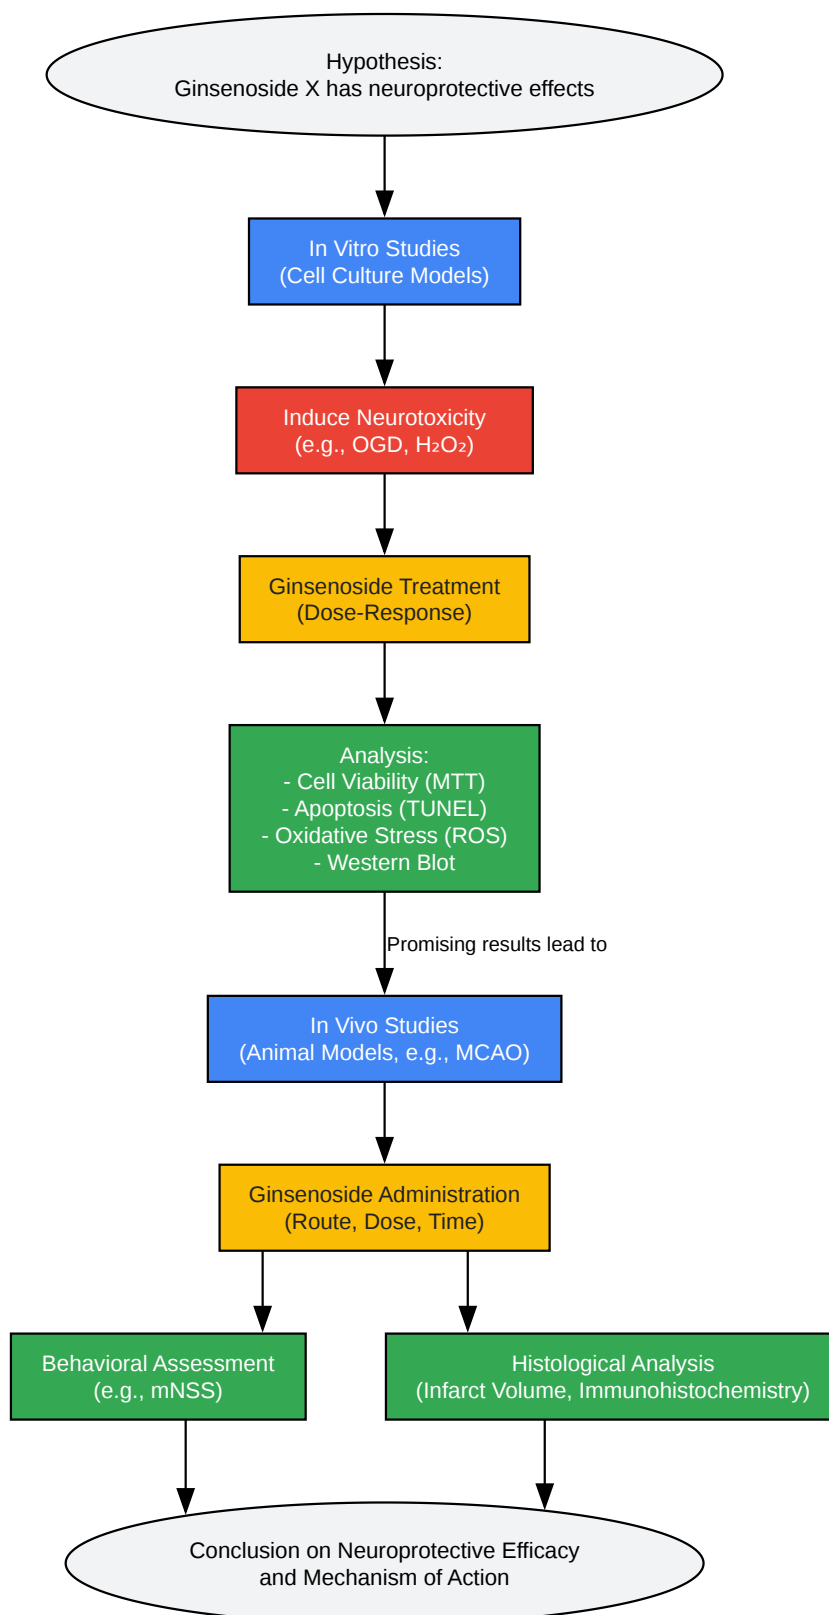 Hypothesis:
Ginsenoside X has neuroprotective effects
In Vitro Studies
(Cell Culture Models)
Induce Neurotoxicity
(e.g., OGD, H₂O₂)
Ginsenoside Treatment
(Dose-Response)
Analysis:
- Cell Viability (MTT)
- Apoptosis (TUNEL)
- Oxidative Stress (ROS)
- Western Blot
Promising results lead to
In Vivo Studies
(Animal Models, e.g., MCAO)
Ginsenoside Administration
(Route, Dose, Time)
Behavioral Assessment
(e.g., mNSS)
Histological Analysis
(Infarct Volume, Immunohistochemistry)
Conclusion on Neuroprotective Efficacy
and Mechanism of Action